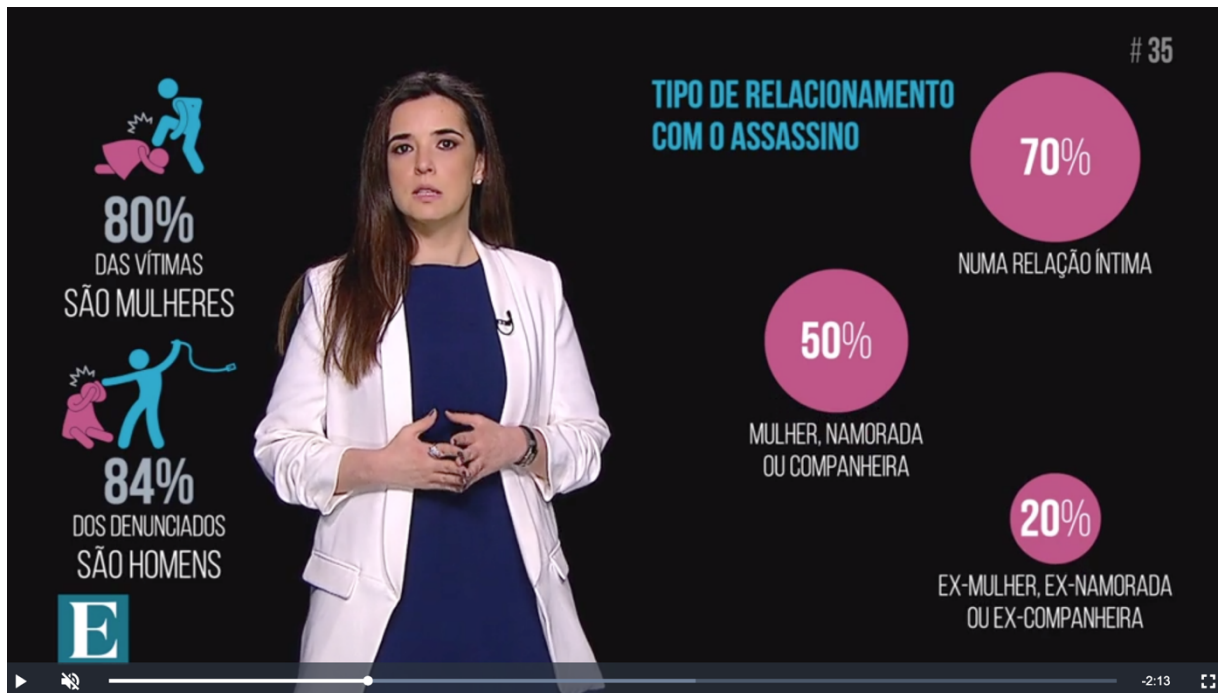 # 35
80%
DAS VÍTIMAS
SÃO MULHERES
84%
DOS DENUNCIADOS
SÃO HOMENS
E
TIPO DE RELACIONAMENTO
COM O ASSASSINO
70%
NUMA RELAÇÃO ÍNTIMA
50%
MULHER, NAMORADA
OU COMPANHEIRA
20%
EX-MULHER, EX-NAMORADA
OU EX-COMPANHEIRA
-2:13